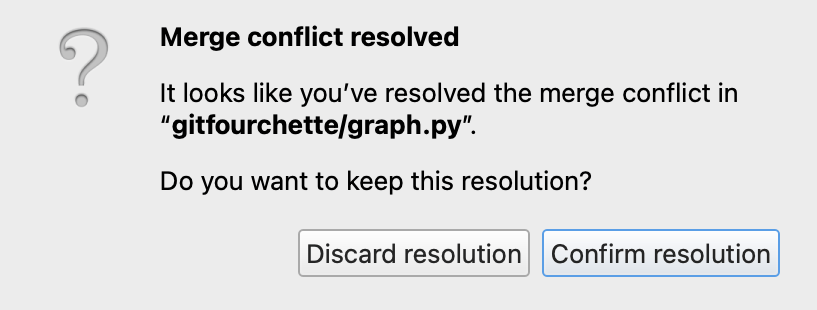 Merge conflict resolved
It looks like you’ve resolved the merge conflict in
“gitfourchette/graph.py”.
Do you want to keep this resolution?
Discard resolution
Confirm resolution